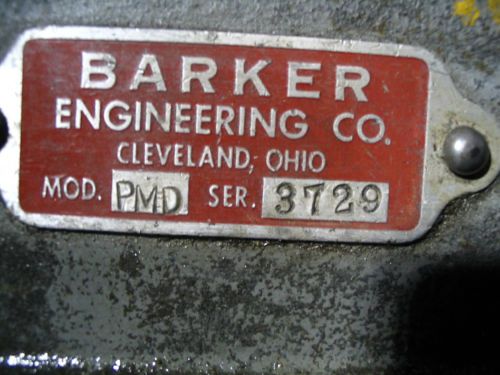 BARKER
ENGINEERING CO.
CLEVELAND, OHIO
MOD. PMD SER. 3729